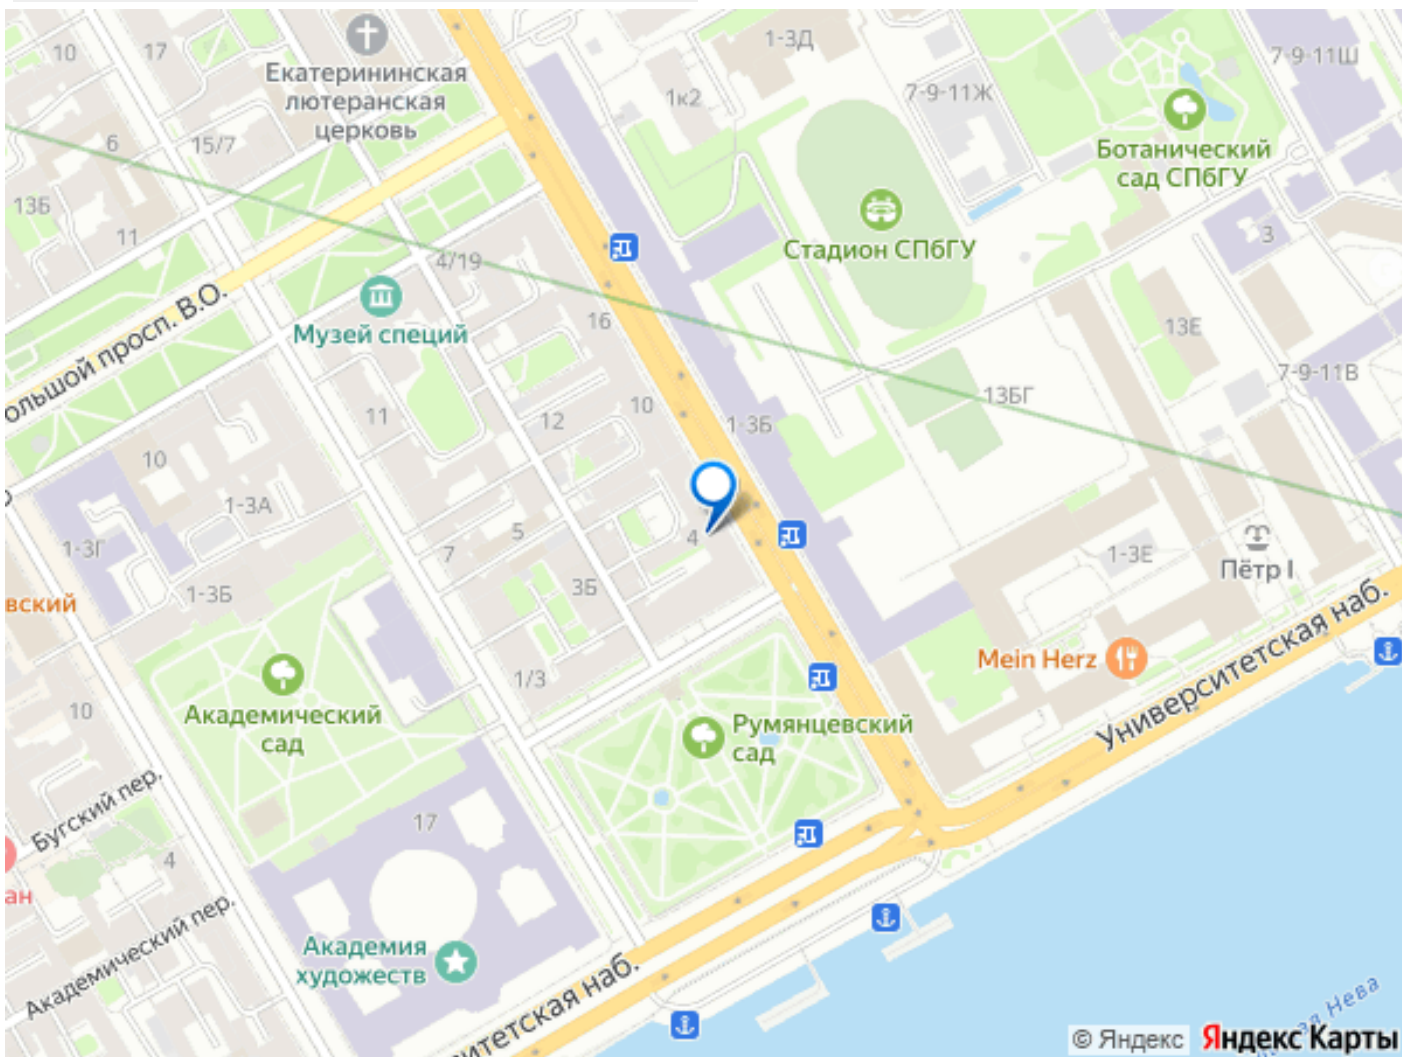 10
17
1-3Д
7-9-11Ш
Екатерининская
лютеранская
церковь
1к2
7-9-11Ж
6
15/7
Ботанический
сад СПбГУ
13Б
11
4/19
Стадион СПбГУ
3
Музей специй
16
13Е
ольшой просп. В.О.
11
12
10
1-3Б
13БГ
7-9-11В
10
1-3А
1-3Г
7
5
4
1-3Е
Пётр I
1-3Б
3Б
вский
Университетская наб.
Mein Herz
1/3
10
Академический
сад
Румянцевский
сад
Бугский пер.
17
4
ан
Академический пер.
Академия
художеств
ситетская наб.
ая Нева
© Яндекс
Яндекс Карты